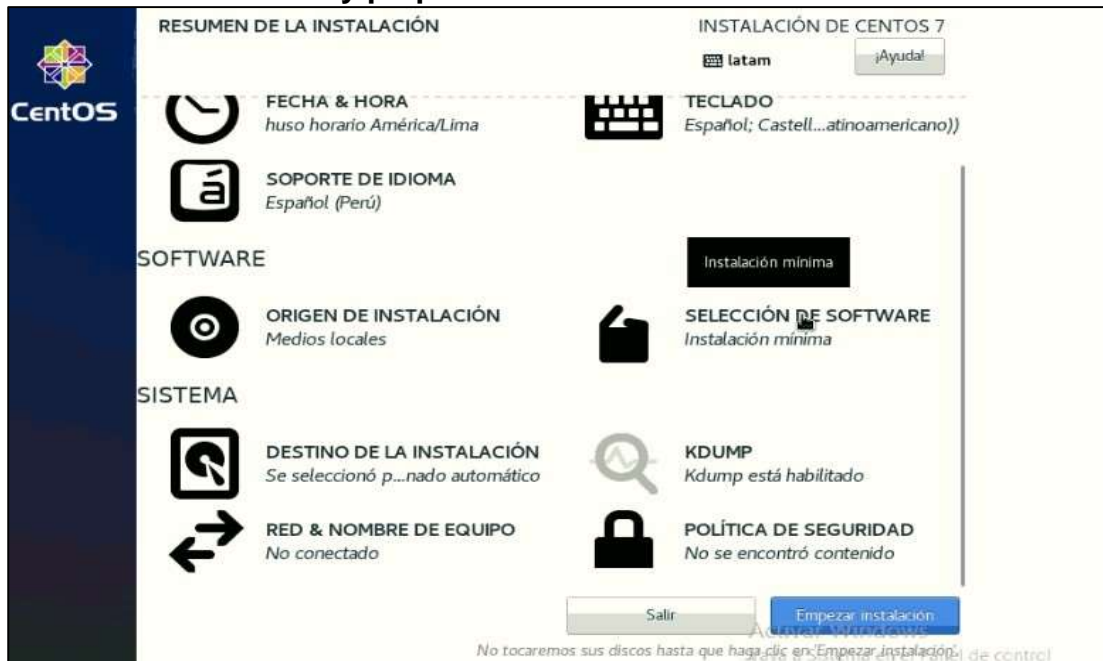 RESUMEN DE LA INSTALACIÓN
INSTALACIÓN DE CENTOS 7
latam
¡Ayuda!
CentOS
FECHA & HORA
huso horario América/Lima
TECLADO
Español; Castell...atinoamericano))
SOPORTE DE IDIOMA
Español (Perú)
SOFTWARE
Instalación mínima
ORIGEN DE INSTALACIÓN
Medios locales
SELECCIÓN DE SOFTWARE
Instalación mínima
SISTEMA
DESTINO DE LA INSTALACIÓN
Se seleccionó p...nado automático
KDUMP
Kdump está habilitado
RED & NOMBRE DE EQUIPO
No conectado
POLÍTICA DE SEGURIDAD
No se encontró contenido
Salir
Empezar instalación
Activar Windows
No tocaremos sus discos hasta que haga clic en 'Empezar instalación'.
de control